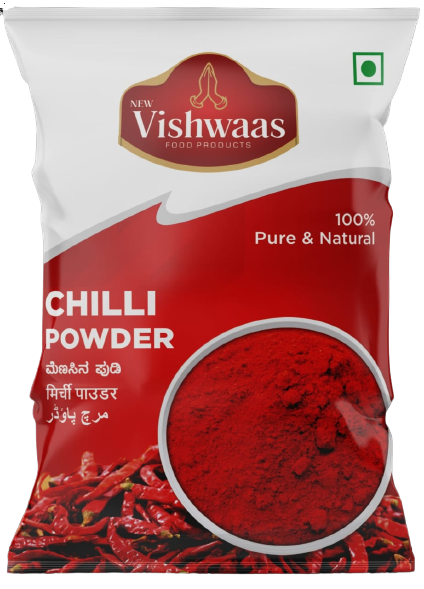 NEW
Vishwaas
FOOD PRODUCTS
100%
Pure & Natural
CHILLI
POWDER
ಮೆಣಸಿನ ಪುಡಿ
मिर्ची पाउडर
مرچ پاؤڈر